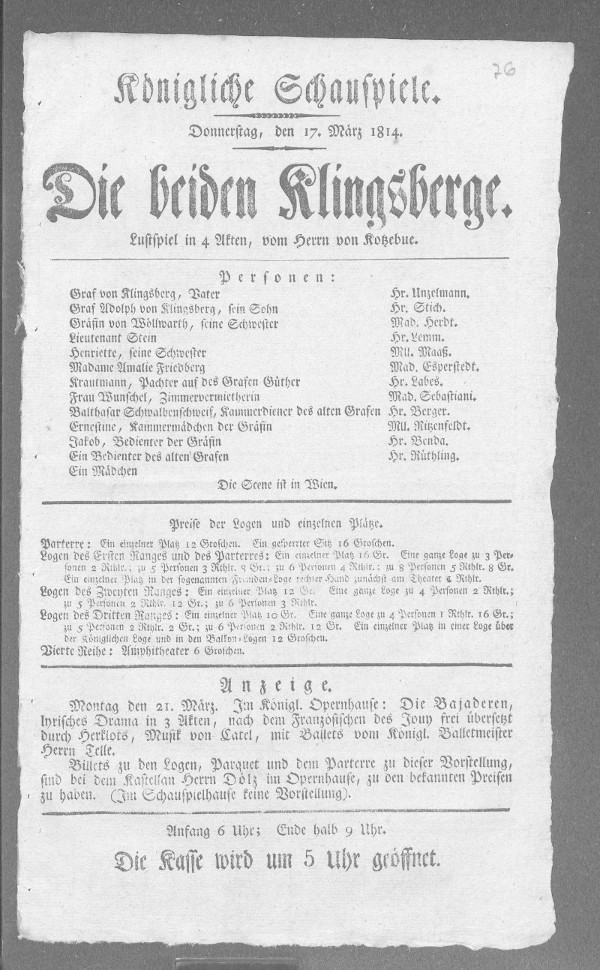 76
Königliche Schauspiele.
Donnerstag, den 17. März 1814.
Die beiden Klingsberge.
Lustspiel in 4 Akten, vom Herrn von Kotzebue.
Personen:
Graf von Klingsberg, Vater Hr. Unzelmann.
Graf Adolph von Klingsberg, sein Sohn Hr. Stich.
Gräfin von Wöllwarth, seine Schwester Mad. Herdt.
Lieutenant Stein Hr. Lemm.
Henriette, seine Schwester Mll. Maaß.
Madame Amalie Friedberg Mad. Esperstedt.
Krautmann, Pachter auf des Grafen Güther Hr. Labes.
Frau Wunschel, Zimmervermietherin Mad. Sebastiani.
Balthasar Schwalbenschweif, Kammerdiener des alten Grafen Hr. Berger.
Ernestine, Kammermädchen der Gräfin Mll. Ritzenfeldt.
Jakob, Bedienter der Gräfin Hr. Benda.
Ein Bedienter des alten Grafen Hr. Rüthling.
Ein Mädchen
Die Scene ist in Wien.
Preise der Logen und einzelnen Plätze.
Parterre: Ein einzelner Platz 12 Groschen. Ein gesperrter Sitz 16 Groschen.
Logen des Ersten Ranges und des Parterres: Ein einzelner Platz 16 Gr. Eine ganze Loge zu 3 Per-
sonen 2 Rthlr.; zu 5 Personen 3 Rthlr. 8 Gr.; zu 6 Personen 4 Rthlr.; zu 8 Personen 5 Rthlr. 8 Gr.
Ein einzelner Platz in der sogenannten Fremden-Loge rechter Hand zunächst am Theater 1 Rthlr.
Logen des Zweyten Ranges: Ein einzelner Platz 12 Gr. Eine ganze Loge zu 4 Personen 2 Rthlr.;
zu 5 Personen 2 Rthlr. 12 Gr.; zu 6 Personen 3 Rthlr.
Logen des Dritten Ranges: Ein einzelner Platz 10 Gr. Eine ganze Loge zu 4 Personen 1 Rthlr. 16 Gr.;
zu 5 Personen 2 Rthlr. 2 Gr.; zu 6 Personen 2 Rthlr. 12 Gr. Ein einzelner Platz in einer Loge über
der Königlichen Loge und in den Balkon-Logen 12 Groschen.
Vierte Reihe: Amphitheater 6 Groschen.
Anzeige.
Montag den 21. März. Im Königl. Opernhause: Die Bajaderen,
lyrisches Drama in 3 Akten, nach dem Französischen des Jouy frei übersetzt
durch Herklots, Musik von Catel, mit Ballets vom Königl. Balletmeister
Herrn Telle.
Billets zu den Logen, Parquet und dem Parterre zu dieser Vorstellung,
sind bei dem Kastellan Herrn Dölz im Opernhause, zu den bekannten Preisen
zu haben. (Im Schauspielhause keine Vorstellung).
Anfang 6 Uhr; Ende halb 9 Uhr.
Die Kasse wird um 5 Uhr geöffnet.